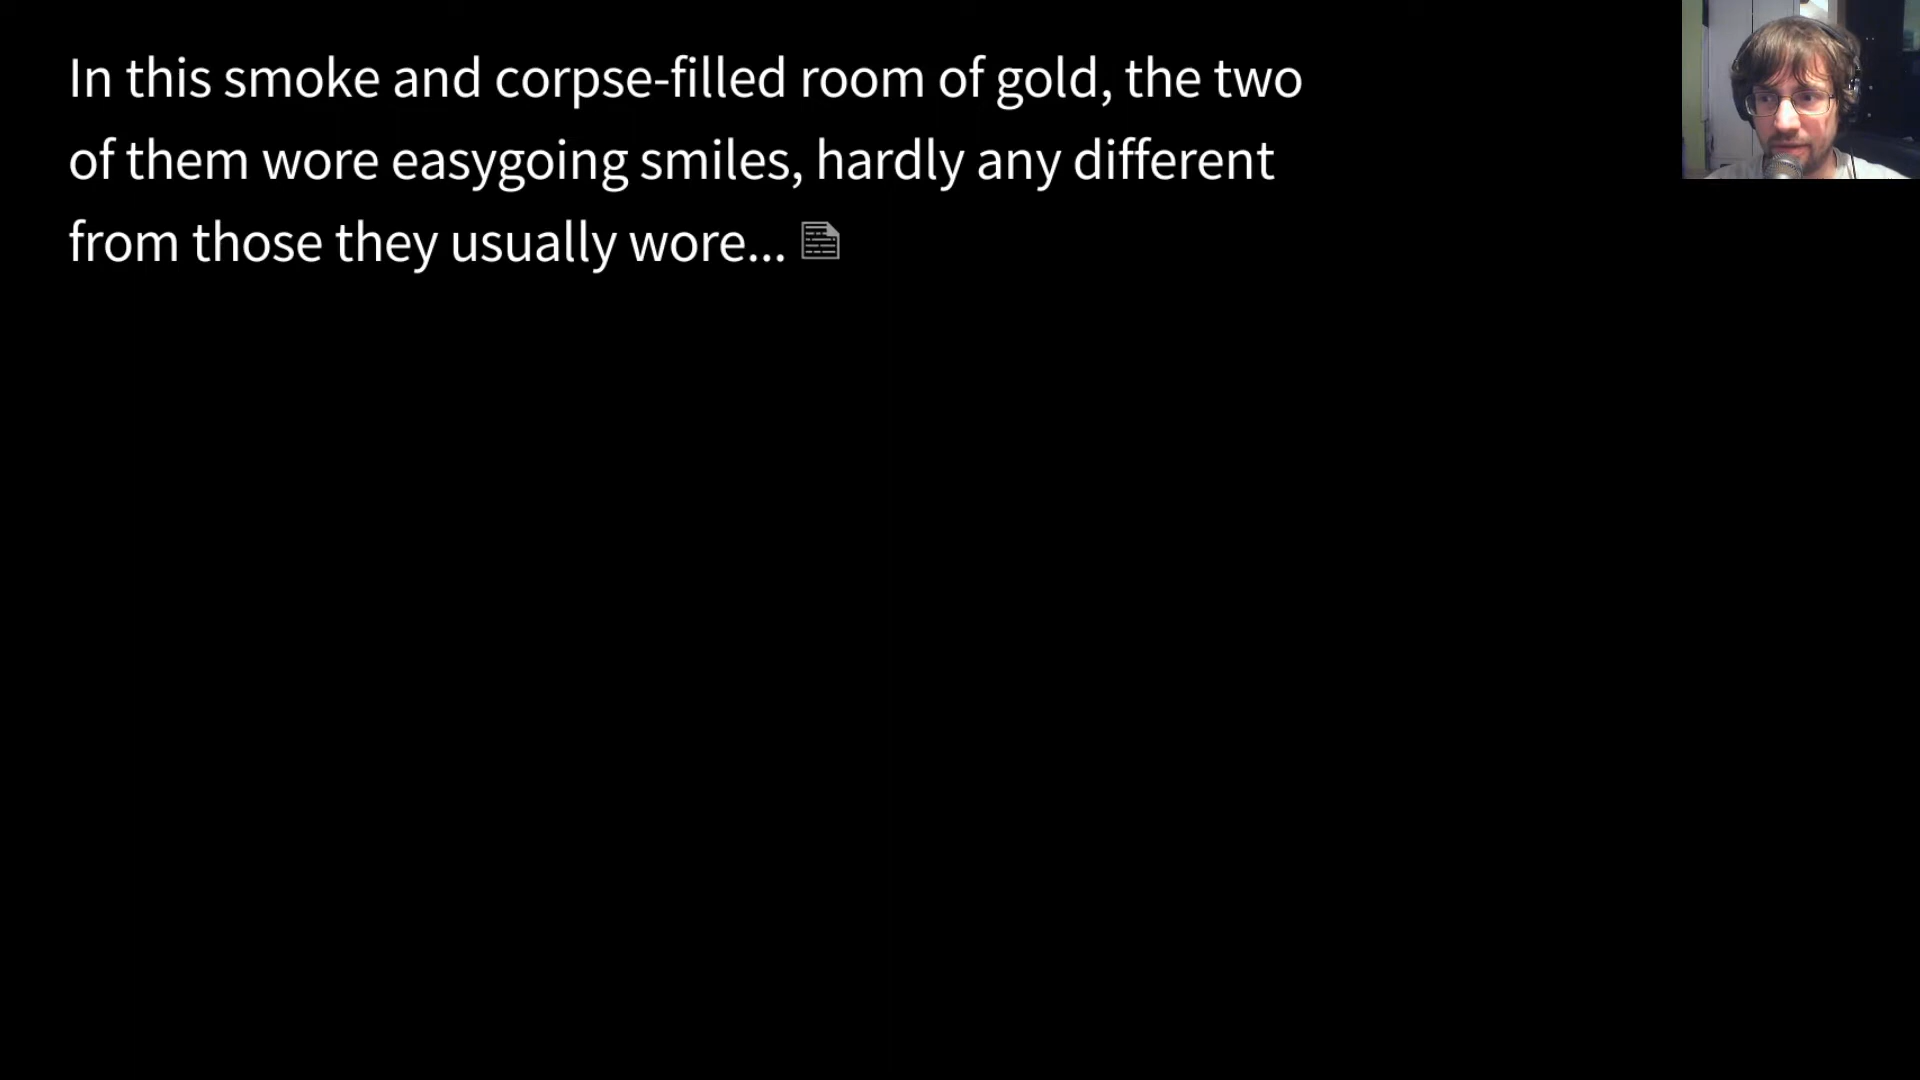 In this smoke and corpse-filled room of gold, the two
of them wore easygoing smiles, hardly any different
from those they usually wore...